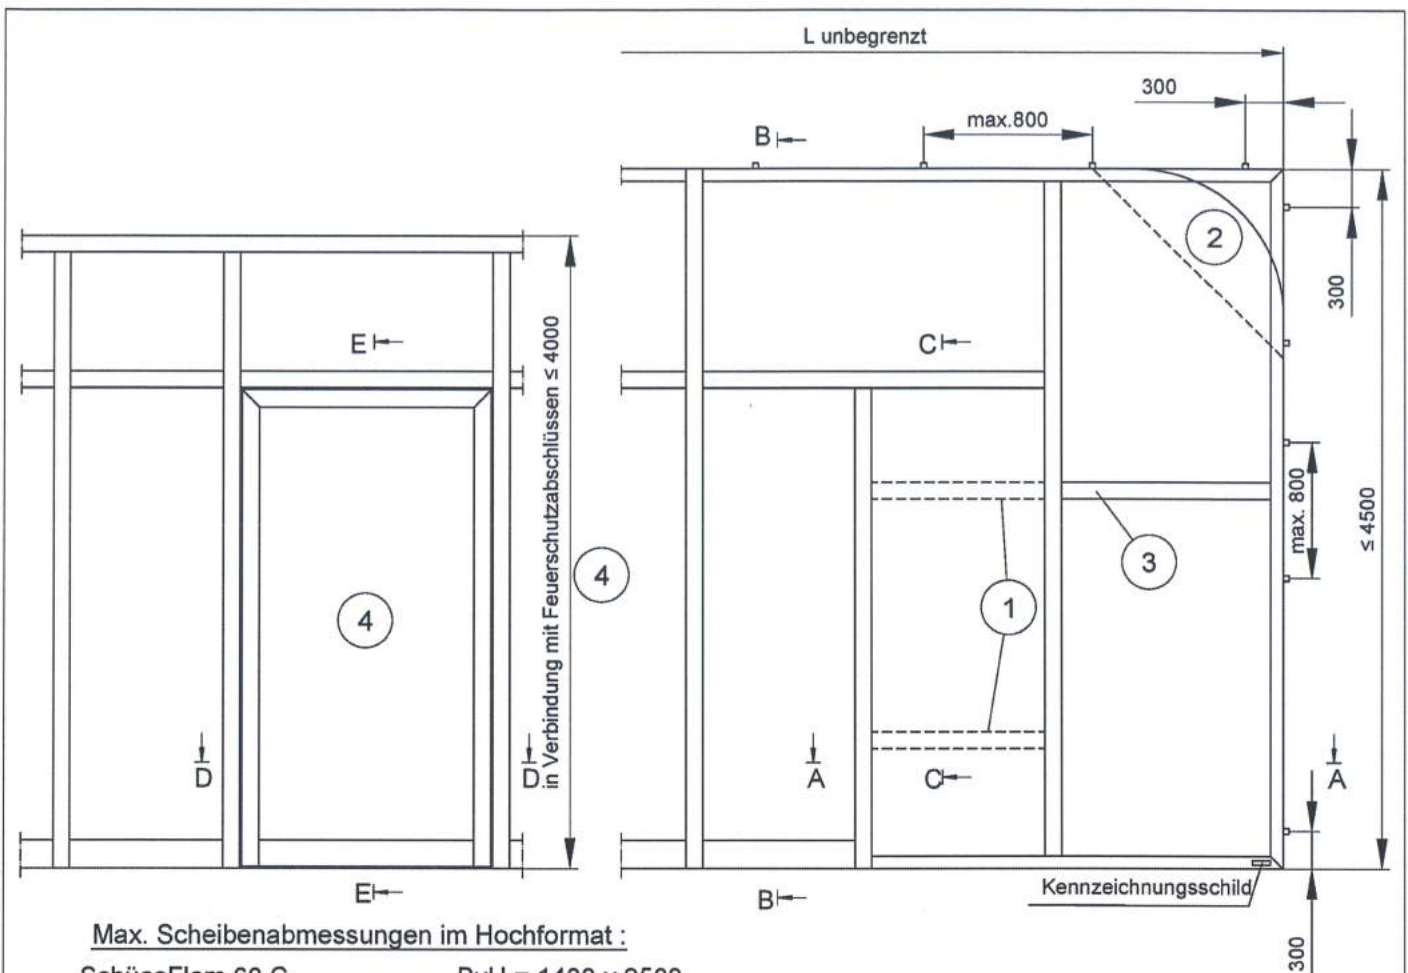 L unbegrenzt
300
max.800
B
2
300
E
C
in Verbindung mit Feuerschutzabschlüssen ≤ 4000
4
4
max. 800
≤ 4500
3
1
D
D
A
C
A
E
B
Kennzeichnungsschild
300
Max. Scheibenabmessungen im Hochformat :